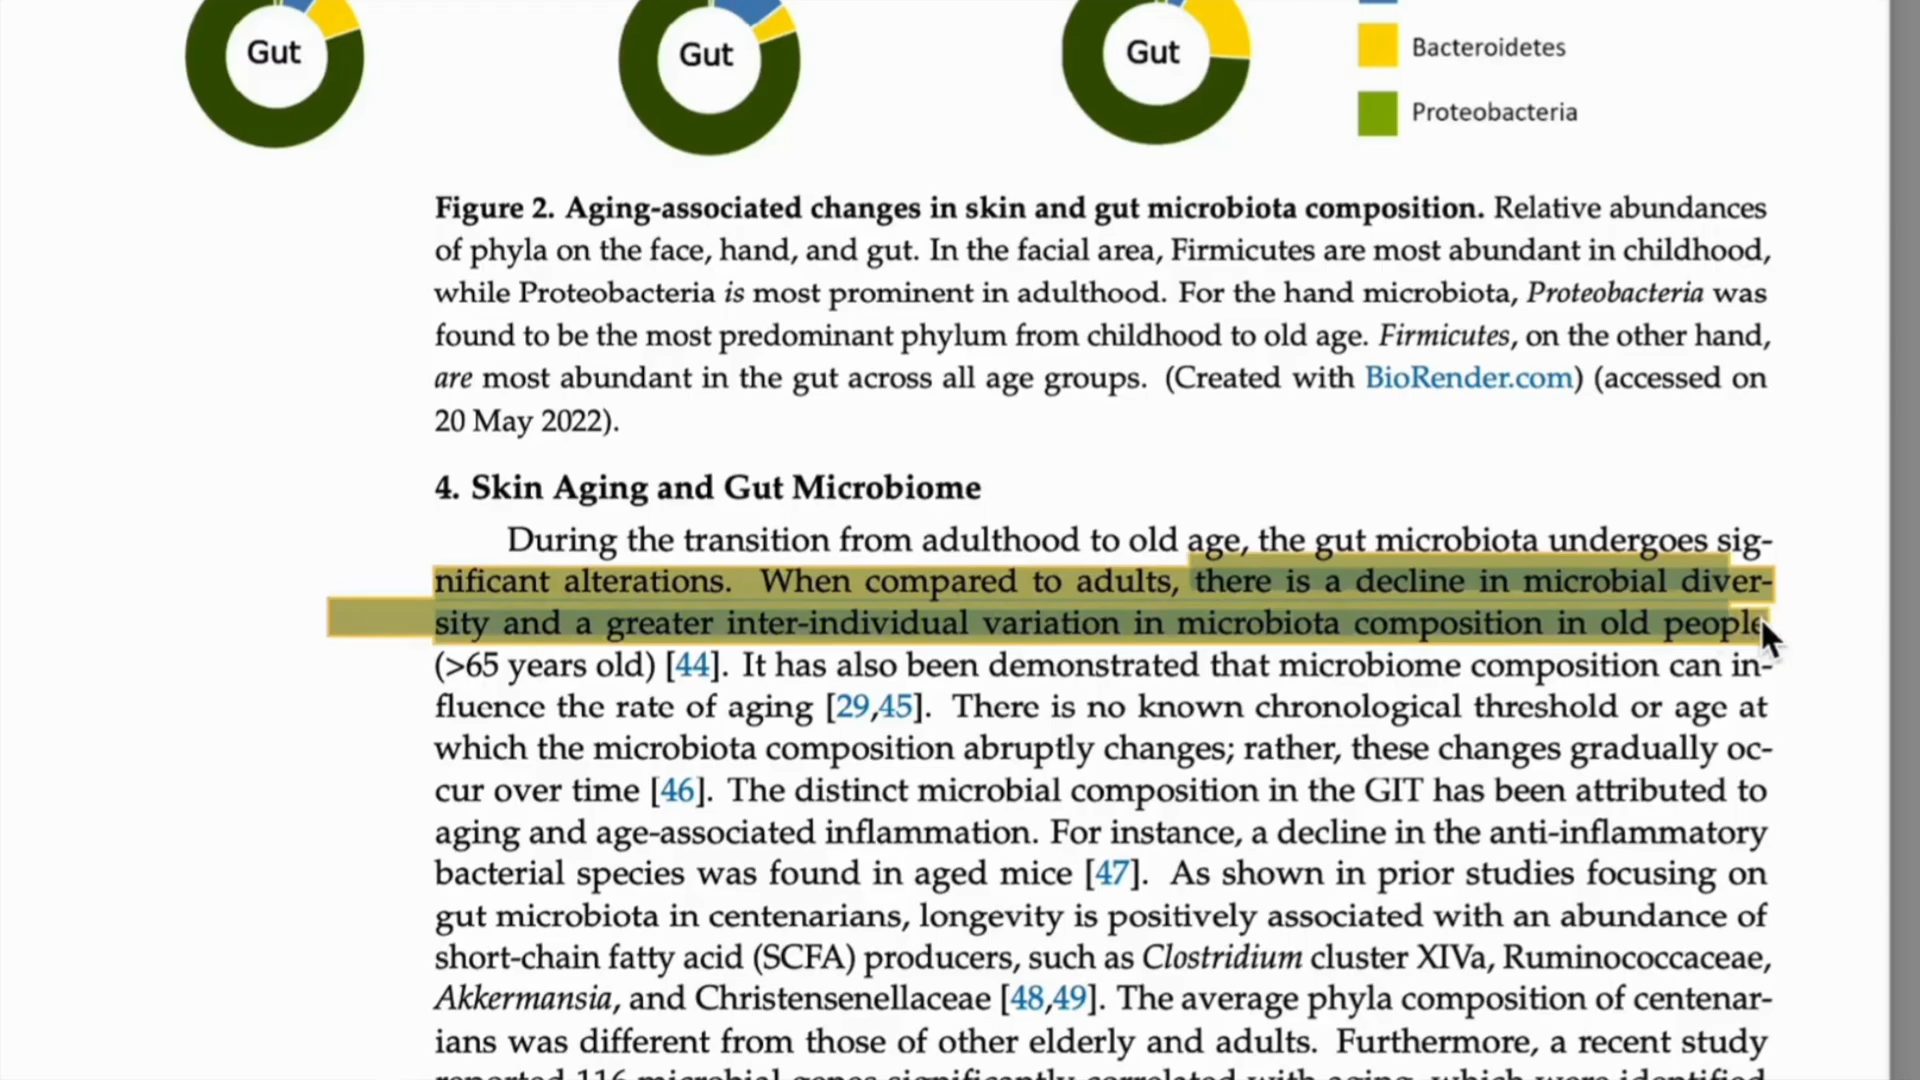 Gut
Gut
Gut
Bacteroidetes
Proteobacteria
Figure 2. Aging-associated changes in skin and gut microbiota composition. Relative abundances
of phyla on the face, hand, and gut. In the facial area, Firmicutes are most abundant in childhood,
while Proteobacteria is most prominent in adulthood. For the hand microbiota, Proteobacteria was
found to be the most predominant phylum from childhood to old age. Firmicutes, on the other hand,
are most abundant in the gut across all age groups. (Created with BioRender.com) (accessed on
20 May 2022).
4. Skin Aging and Gut Microbiome
During the transition from adulthood to old age, the gut microbiota undergoes sig-
nificant alterations. When compared to adults, there is a decline in microbial diver-
sity and a greater inter-individual variation in microbiota composition in old people
(>65 years old) [44]. It has also been demonstrated that microbiome composition can in-
fluence the rate of aging [29,45]. There is no known chronological threshold or age at
which the microbiota composition abruptly changes; rather, these changes gradually oc-
cur over time [46]. The distinct microbial composition in the GIT has been attributed to
aging and age-associated inflammation. For instance, a decline in the anti-inflammatory
bacterial species was found in aged mice [47]. As shown in prior studies focusing on
gut microbiota in centenarians, longevity is positively associated with an abundance of
short-chain fatty acid (SCFA) producers, such as Clostridium cluster XIVa, Ruminococcaceae,
Akkermansia, and Christensenellaceae [48,49]. The average phyla composition of centenar-
ians was different from those of other elderly and adults. Furthermore, a recent study
reported 116 microbial genes significantly correlated with aging, which were identified